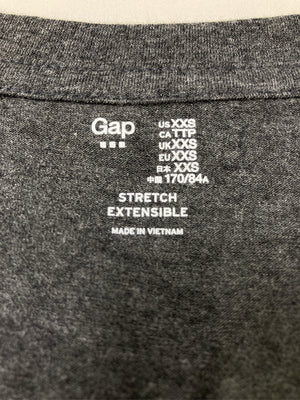 Gap
US XXS
CA TTP
UK XXS
EU XXS
日本 XXS
中國 170/84A
STRETCH
EXTENSIBLE
MADE IN VIETNAM